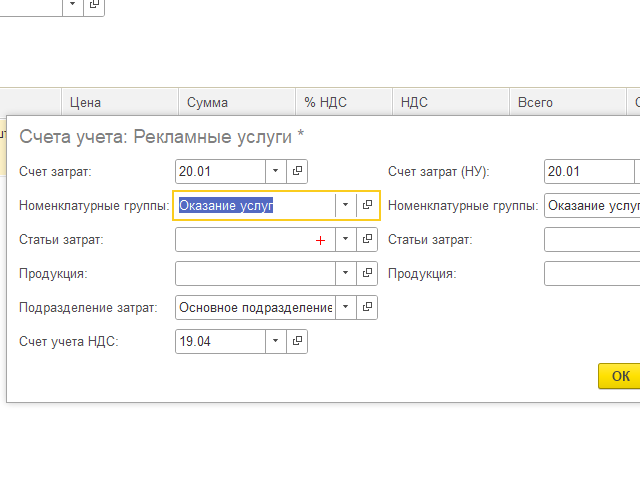 Цена Сумма % НДС НДС Всего
Счета учета: Рекламные услуги *
Счет затрат: 20.01 Счет затрат (НУ): 20.01
Номенклатурные группы: Оказание услуг Номенклатурные группы: Оказание услуг
Статьи затрат: Статьи затрат:
Продукция: Продукция:
Подразделение затрат: Основное подразделение
Счет учета НДС: 19.04
ОК